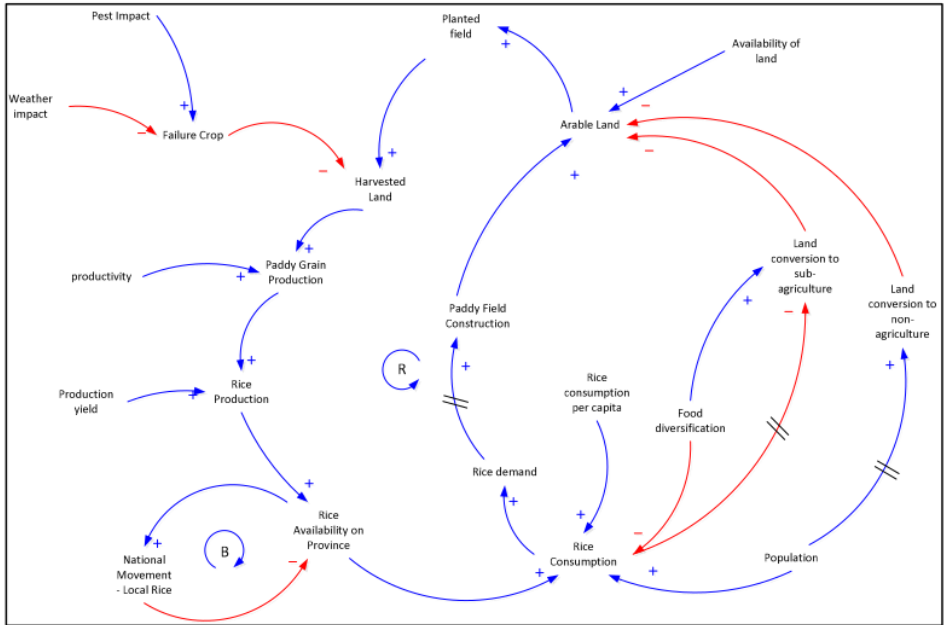 Pest Impact
Planted
field
Availability of
land
Weather
impact
Failure Crop
Arable Land
Harvested
Land
productivity
Paddy Grain
Production
Land
conversion to
sub-
agriculture
Land
conversion to
non-
agriculture
Paddy Field
Construction
R
Production
yield
Rice
Production
Rice
consumption
per capita
Food
diversification
Rice demand
Rice
Availability on
Province
B
National
Movement
- Local Rice
Rice
Consumption
Population